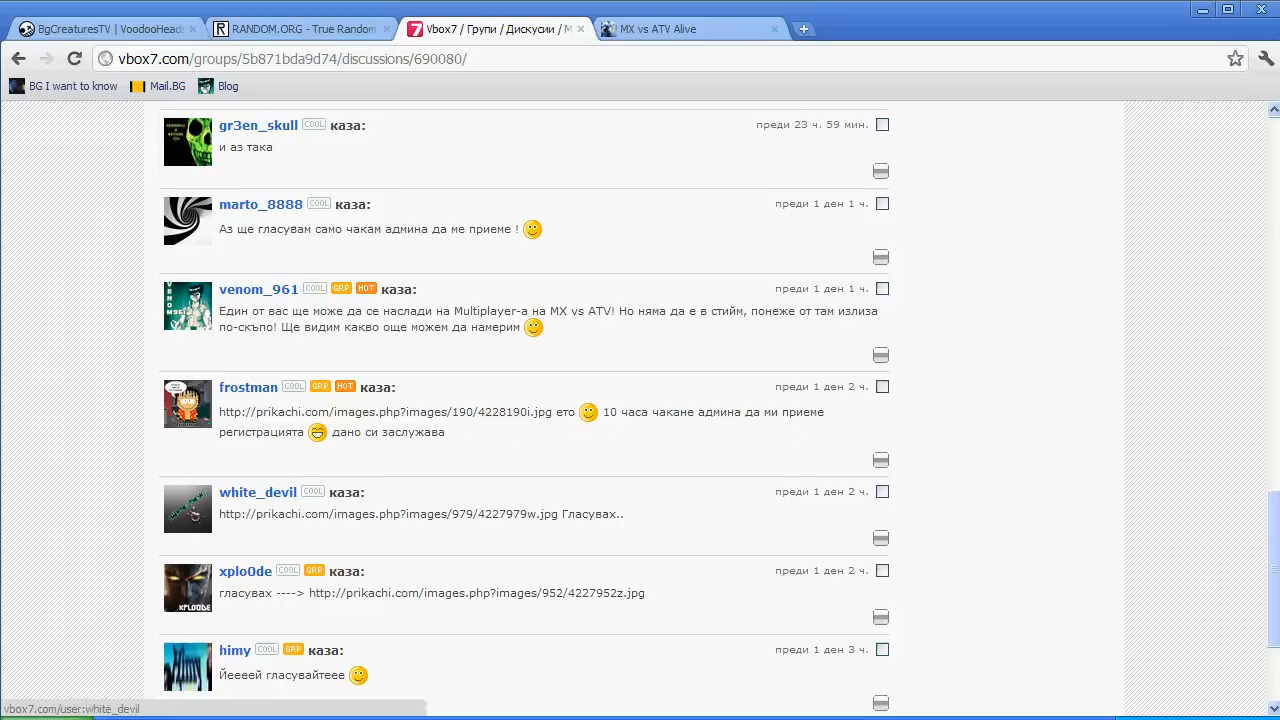 BgCreaturesTV | VoodooHead
RANDOM.ORG - True Random
Vbox7 / Групи / Дискусии / M
MX vs ATV Alive
vbox7.com/groups/5b871bda9d74/discussions/690080/
BG I want to know
Mail.BG
Blog
gr3en_skull COOL каза:
преди 23 ч. 59 мин.
и аз така
marto_8888 COOL каза:
преди 1 ден 1 ч.
Аз ще гласувам само чакам админа да ме приеме !
venom_961 COOL GRP HOT каза:
преди 1 ден 1 ч.
Един от вас ще може да се наслади на Multiplayer-а на MX vs ATV! Но няма да е в стийм, понеже от там излиза
по-скъпо! Ще видим какво още можем да намерим
frostman COOL GRP HOT каза:
преди 1 ден 2 ч.
http://prikachi.com/images.php?images/190/4228190i.jpg ето 10 часа чакане админа да ми приеме
регистрацията дано си заслужава
white_devil COOL каза:
преди 1 ден 2 ч.
http://prikachi.com/images.php?images/979/4227979w.jpg Гласувах..
xplo0de COOL GRP каза:
преди 1 ден 2 ч.
гласувах ----> http://prikachi.com/images.php?images/952/4227952z.jpg
XPLOODE
himy COOL GRP каза:
преди 1 ден 3 ч.
Йеееей гласувайтеее
vbox7.com/user:white_devil